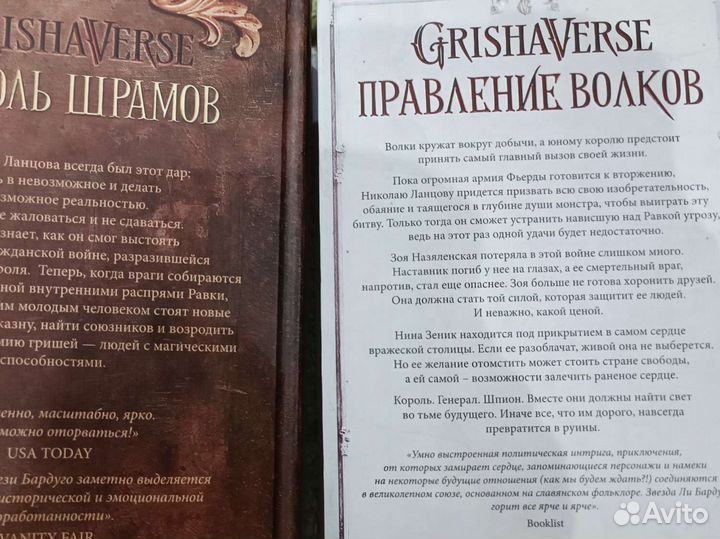 RISHAVERSE
ОЛЬ ШРАМОВ
Ланцова всегда был этот дар:
ь в невозможное и делать
возможное реальностью.
е жаловаться и не сдаваться.
знает, как он смог выстоять
жданской войне, разразившейся
роля. Теперь, когда враги собираются
ной внутренними распрями Равки,
им молодым человеком стоят новые
казну, найти союзников и возродить
мию гришей — людей с магическими
способностями.
енно, масштабно, ярко.
можно оторваться!»
USA TODAY
ези Бардуго заметно выделяется
исторической и эмоциональной
оработанности».
VANITY FAIR
GRISHAVERSE
ПРАВЛЕНИЕ ВОЛКОВ
Волки кружат вокруг добычи, а юному королю предстоит
принять самый главный вызов своей жизни.
Пока огромная армия Фьерды готовится к вторжению,
Николаю Ланцову придется призвать всю свою изобретательность,
обаяние и таящегося в глубине души монстра, чтобы выиграть эту
битву. Только тогда он сможет устранить нависшую над Равкой угрозу,
ведь на этот раз одной удачи будет недостаточно.
Зоя Назяленская потеряла в этой войне слишком много.
Наставник погиб у нее на глазах, а ее смертельный враг,
напротив, стал еще опаснее. Зоя больше не готова хоронить друзей.
Она должна стать той силой, которая защитит ее людей.
И неважно, какой ценой.
Нина Зеник находится под прикрытием в самом сердце
вражеской столицы. Если ее разоблачат, живой она не выберется.
Но ее желание отомстить может стоить стране свободы,
а ей самой – возможности залечить раненое сердце.
Король. Генерал. Шпион. Вместе они должны найти свет
во тьме будущего. Иначе все, что им дорого, навсегда
превратится в руины.
«Умно выстроенная политическая интрига, приключения,
от которых замирает сердце, запоминающиеся персонажи и намеки
на некоторые будущие отношения (как мы будем ждать?!) соединяются
в великолепном союзе, основанном на славянском фольклоре. Звезда Ли Барду
горит все ярче и ярче».
Booklist
Avito